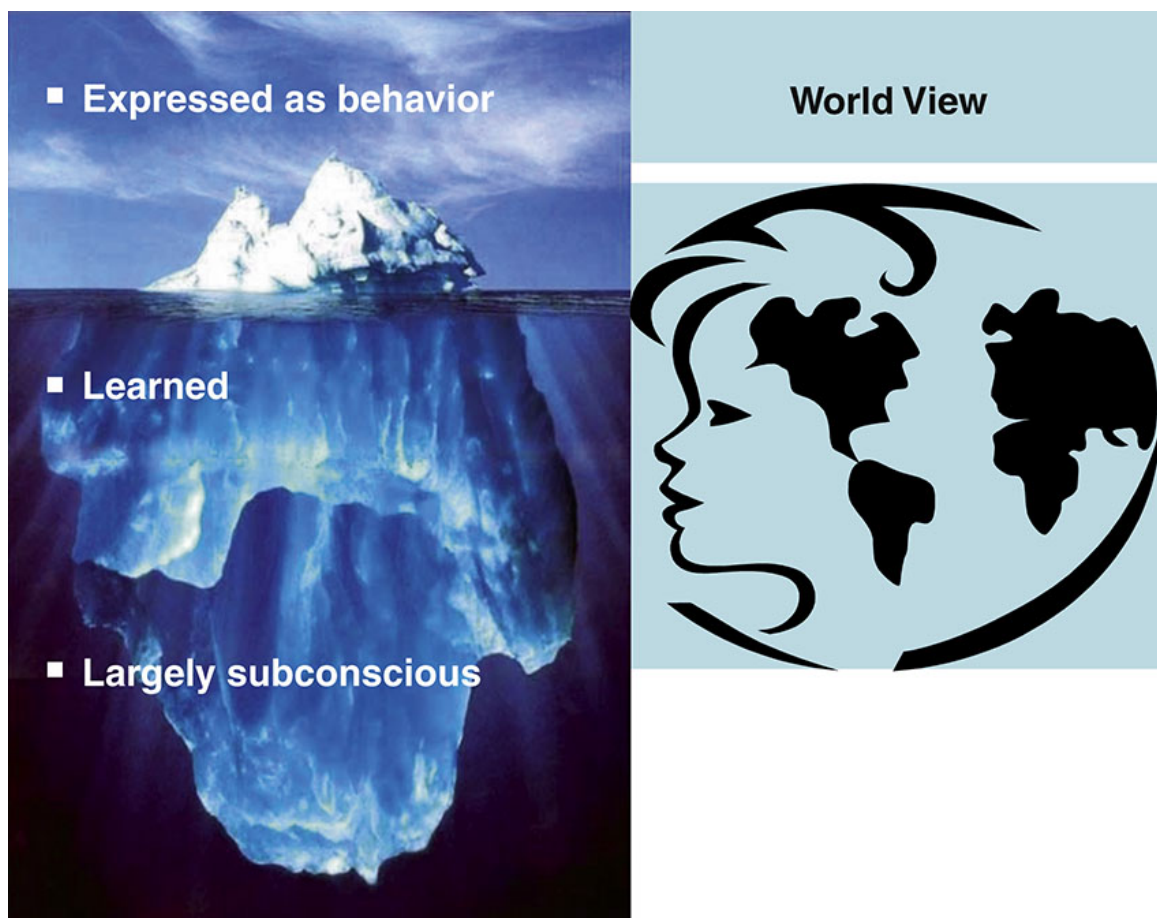 ▪ Expressed as behavior
World View
▪ Learned
▪ Largely subconscious